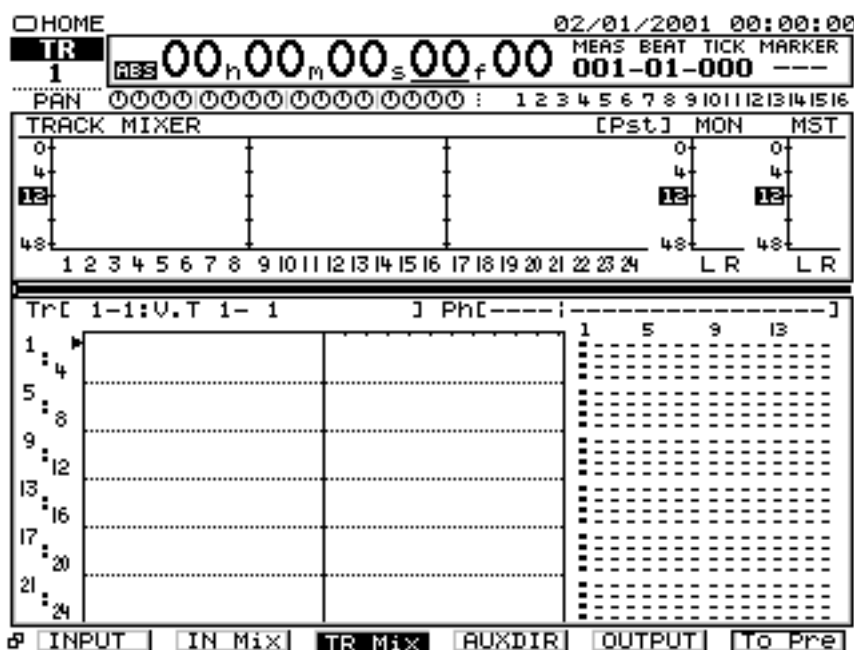 HOME 02/01/2001 00:00:00
TR
1
ABS 00h00m00s00f00
MEAS BEAT TICK MARKER
001-01-000 ---
PAN 1 2 3 4 5 6 7 8 9 10 11 12 13 14 15 16
TRACK MIXER [Pst] MON MST
0 0 0
4 4 4
12 12 12
48 48 48
1 2 3 4 5 6 7 8 9 10 11 12 13 14 15 16 17 18 19 20 21 22 23 24 L R L R
Tr[ 1-1:V.T 1- 1 ] Ph[----:----------------]
1 5 9 13
1
:4
5
:8
9
:12
13
:16
17
:20
21
:24
INPUT IN Mix TR Mix AUXDIR OUTPUT To Pre